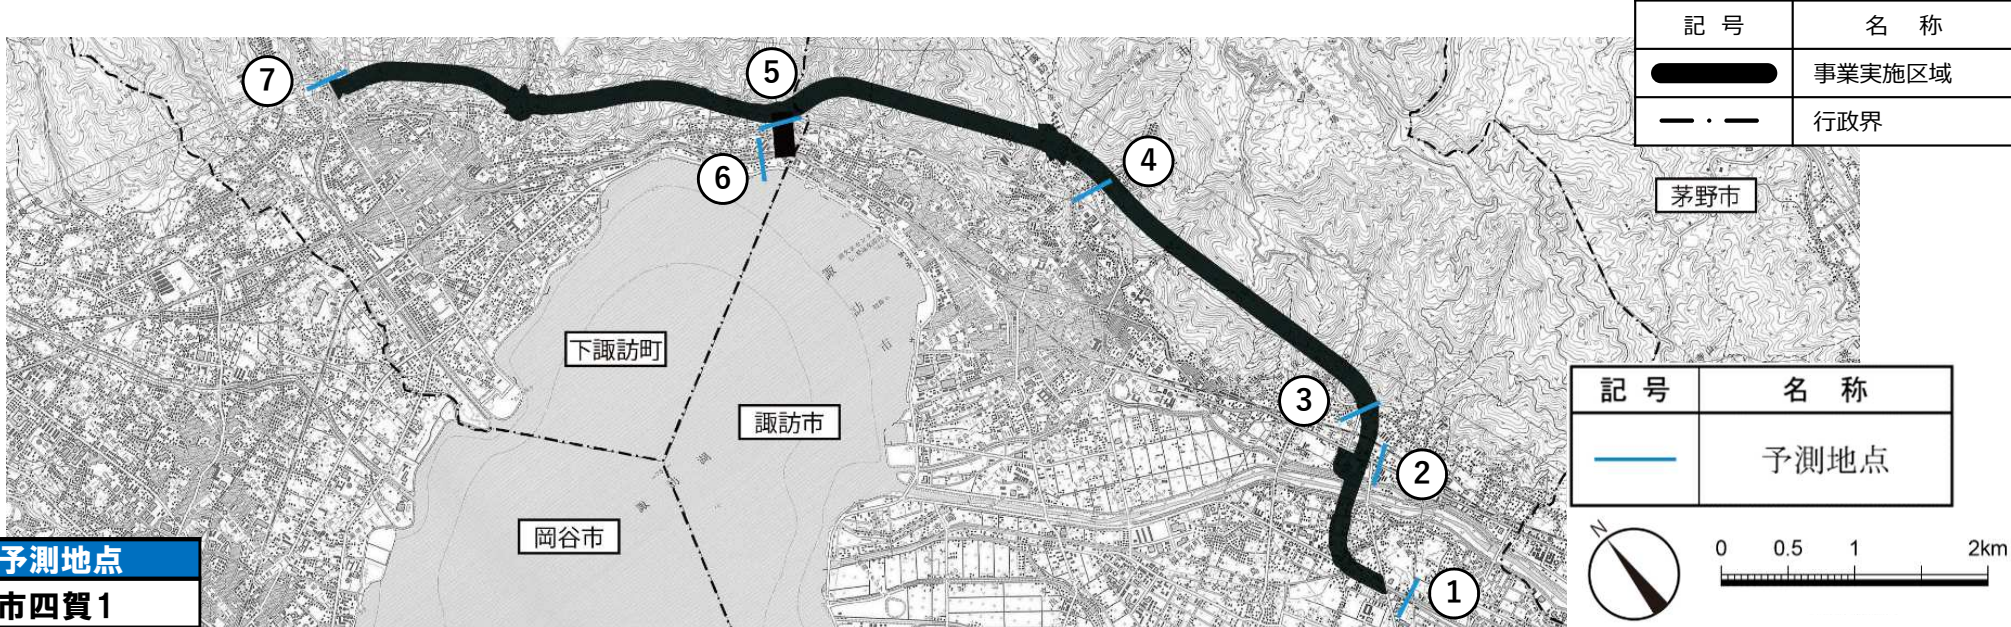 記号 名称
事業実施区域
行政界
⑦
⑤
④
⑥
茅野市
下諏訪町
諏訪市
③
②
岡谷市
①
記号 名称
予測地点
N
0 0.5 1 2km
予測地点
市四賀1